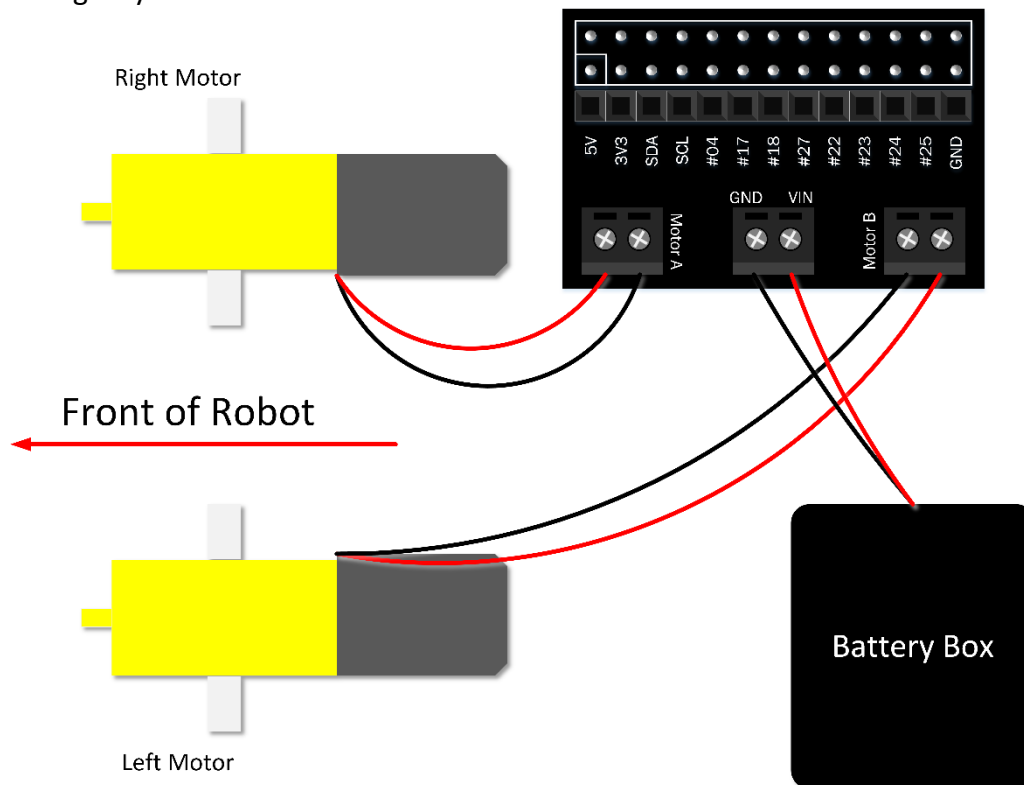 Right Motor
5V
3V3
SDA
SCL
#04
#17
#18
#27
#22
#23
#24
#25
GND
Motor A
GND VIN
Motor B
Front of Robot
Battery Box
Left Motor